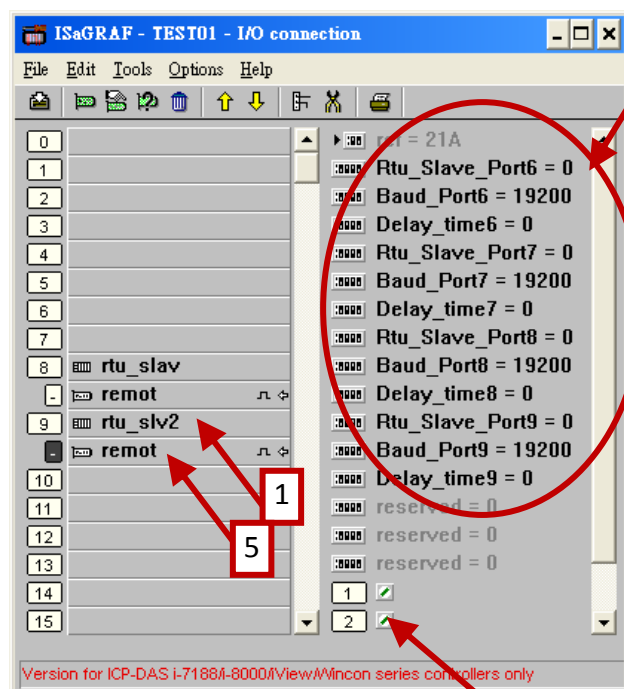 ISaGRAF - TEST01 - I/O connection
File Edit Tools Options Help
0
1
2
3
4
5
6
7
8 rtu_slav
- remot
9 rtu_slv2
- remot
10
11
12
13
14
15
1
5
ref = 21A
Rtu_Slave_Port6 = 0
Baud_Port6 = 19200
Delay_time6 = 0
Rtu_Slave_Port7 = 0
Baud_Port7 = 19200
Delay_time7 = 0
Rtu_Slave_Port8 = 0
Baud_Port8 = 19200
Delay_time8 = 0
Rtu_Slave_Port9 = 0
Baud_Port9 = 19200
Delay_time9 = 0
reserved = 0
reserved = 0
reserved = 0
1
2
Version for ICP-DAS i-7188/i-8000/iView/Wincon series controllers only